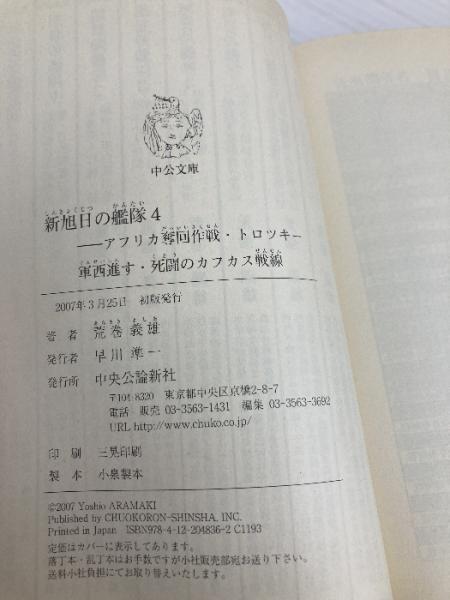 中公文庫
新旭日の艦隊4
――アフリカ奪回作戦・トロツキー
軍西進す・死闘のカフカス戦線
2007年3月25日 初版発行
著者 荒巻義雄
発行者 早川準一
発行所 中央公論新社
〒104-8320 東京都中央区京橋2-8-7
電話 販売 03-3563-1431 編集 03-3563-3692
URL http://www.chuko.co.jp/
印刷 三晃印刷
製本 小泉製本
©2007 Yoshio ARAMAKI
Published by CHUOKORON-SHINSHA, INC.
Printed in Japan ISBN978-4-12-204836-2 C1193
定価はカバーに表示してあります。
落丁本・乱丁本はお手数ですが小社販売部宛お送り下さい。
送料小社負担にてお取り替えいたします。